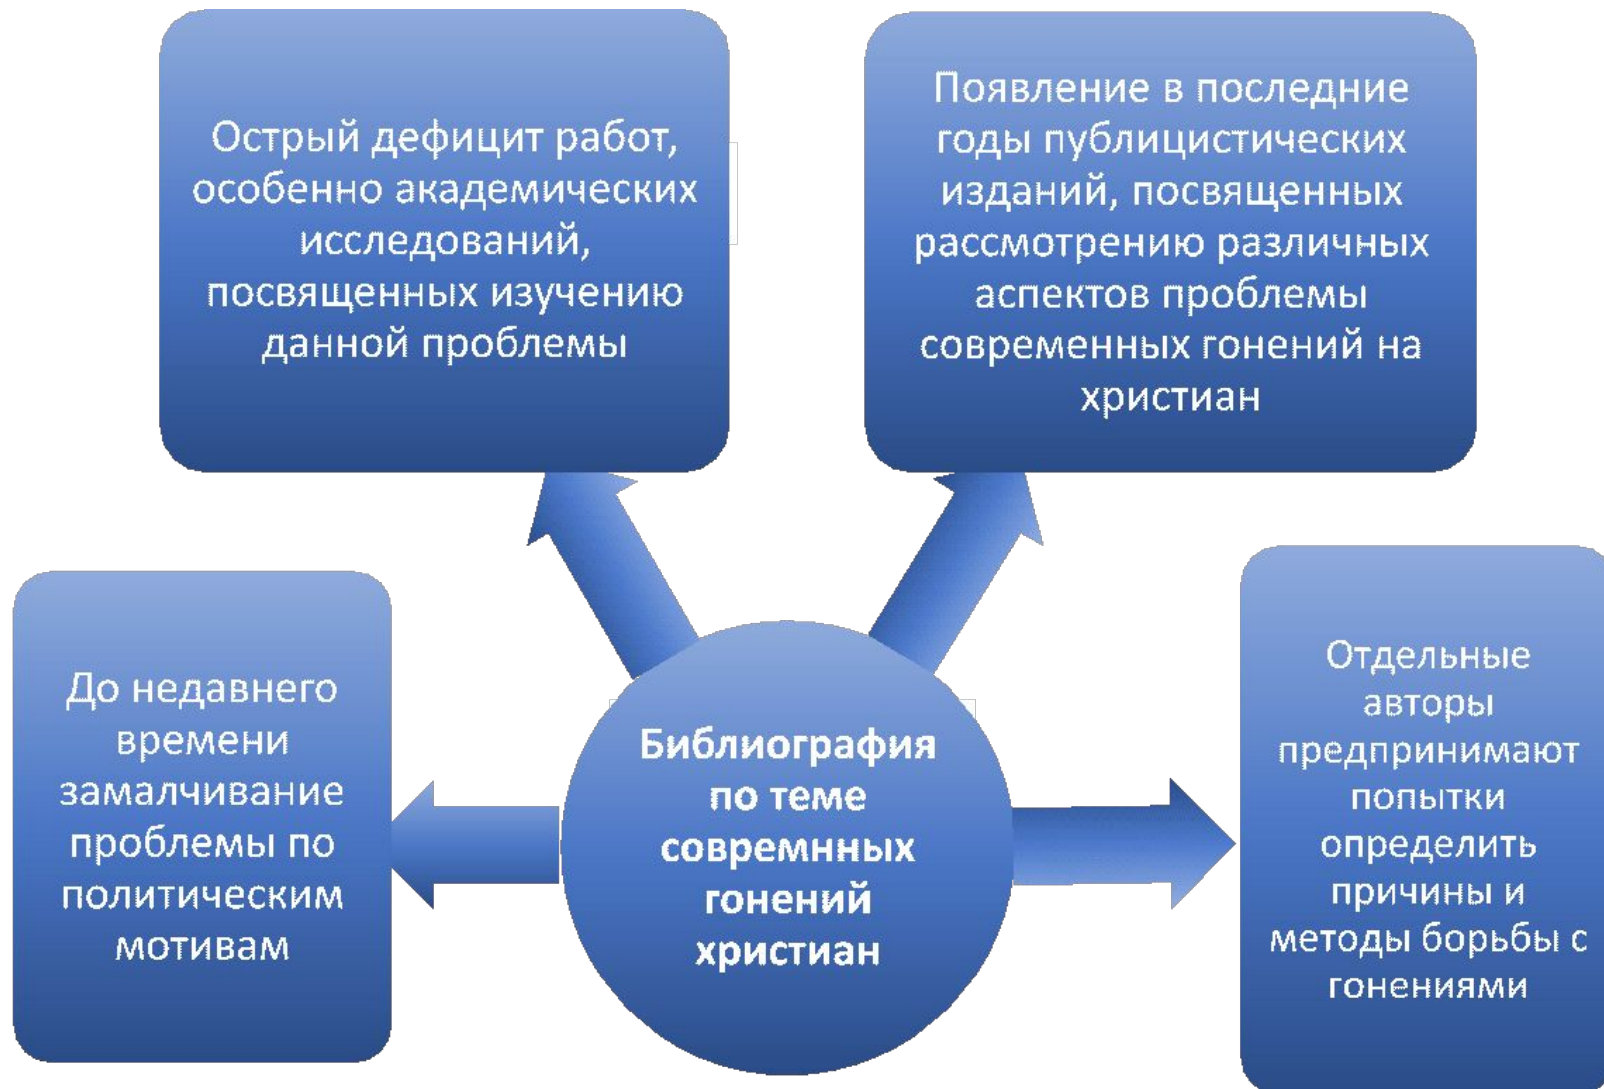 Острый дефицит работ,
особенно академических
исследований,
посвященных изучению
данной проблемы
Появление в последние
годы публицистических
изданий, посвященных
рассмотрению различных
аспектов проблемы
современных гонений на
христиан
До недавнего
времени
замалчивание
проблемы по
политическим
мотивам
Библиография
по теме
совремнных
гонений
христиан
Отдельные
авторы
предпринимают
попытки
определить
причины и
методы борьбы с
гонениями